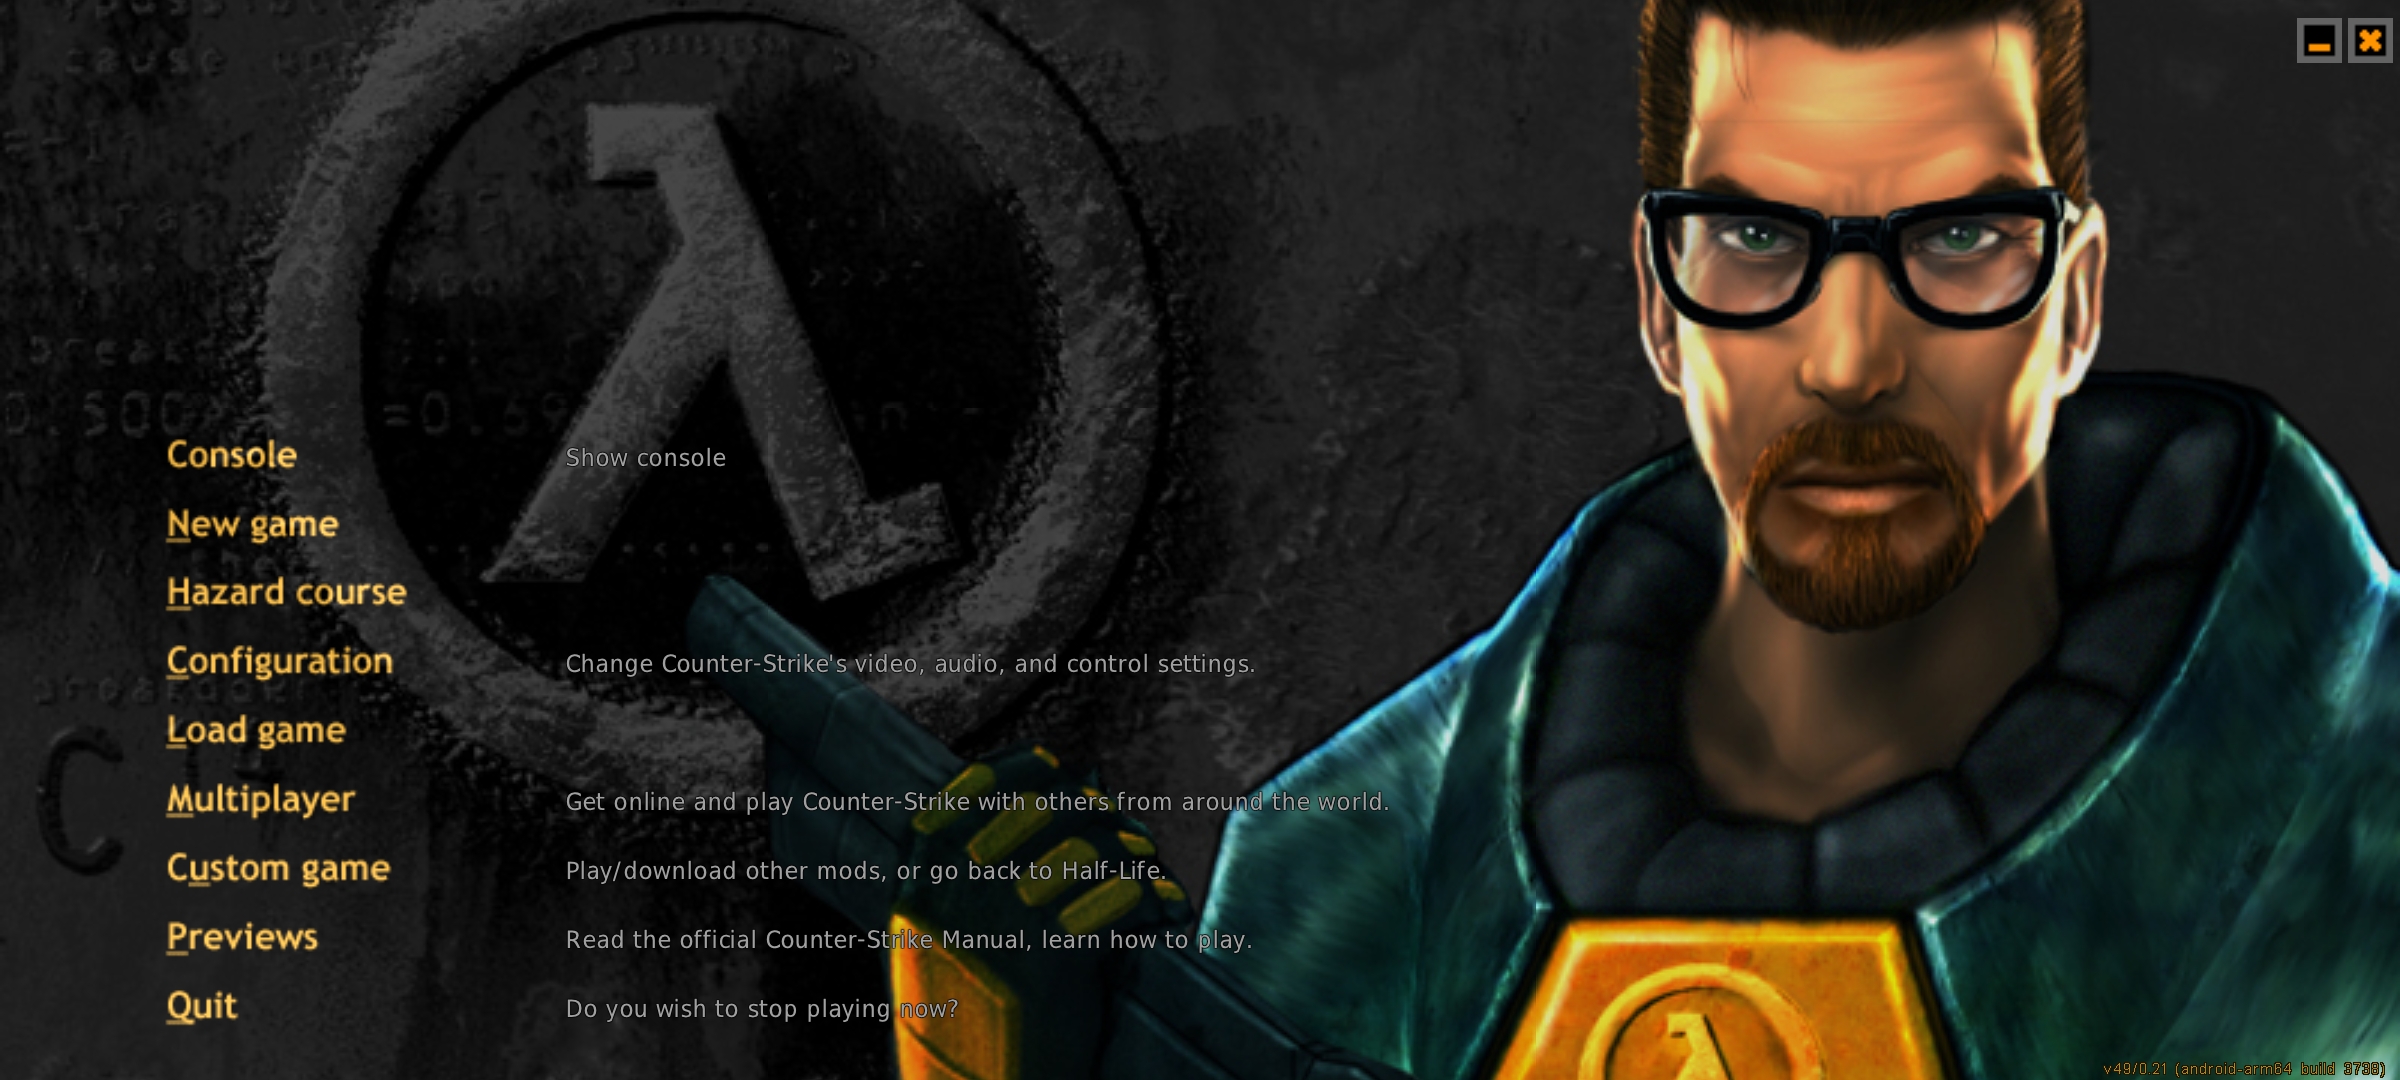 Console
Show console
New game
Hazard course
Configuration
Change Counter-Strike's video, audio, and control settings.
Load game
Multiplayer
Get online and play Counter-Strike with others from around the world.
Custom game
Play/download other mods, or go back to Half-Life.
Previews
Read the official Counter-Strike Manual, learn how to play.
Quit
Do you wish to stop playing now?
v49/0.21 (android-arm64 build 3738)